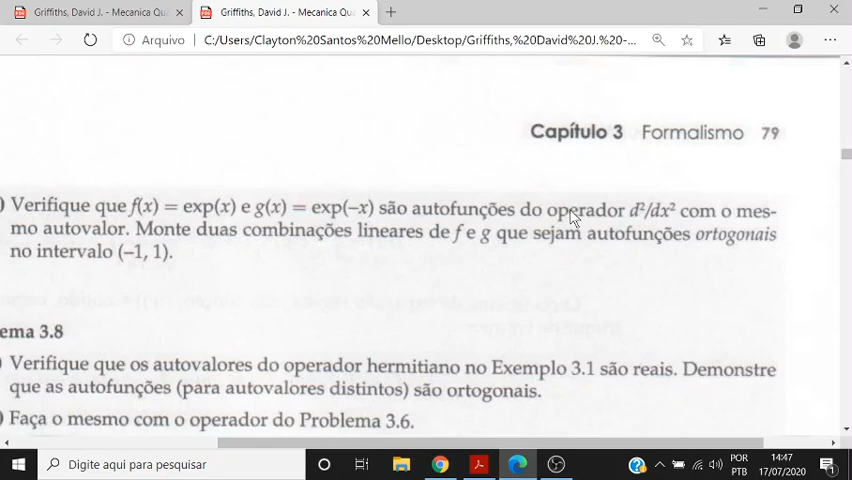 Griffiths, David J. - Mecanica Qua
Griffiths, David J. - Mecanica Qua
Arquivo
C:/Users/Clayton%20Santos%20Mello/Desktop/Griffiths,%20David%20J.%20-...
Capítulo 3 Formalismo 79
) Verifique que f(x) = exp(x) e g(x) = exp(–x) são autofunções do operador d²/dx² com o mes-
mo autovalor. Monte duas combinações lineares de f e g que sejam autofunções ortogonais
no intervalo (–1, 1).
ema 3.8
) Verifique que os autovalores do operador hermitiano no Exemplo 3.1 são reais. Demonstre
que as autofunções (para autovalores distintos) são ortogonais.
) Faça o mesmo com o operador do Problema 3.6.
Digite aqui para pesquisar
POR
PTB
14:47
17/07/2020
1